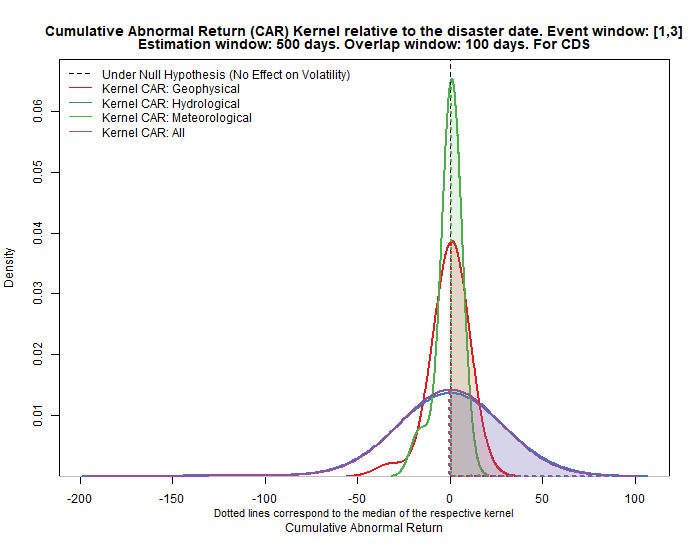 Cumulative Abnormal Return (CAR) Kernel relative to the disaster date. Event window: [1,3]
Estimation window: 500 days. Overlap window: 100 days. For CDS
Under Null Hypothesis (No Effect on Volatility)
Kernel CAR: Geophysical
Kernel CAR: Hydrological
Kernel CAR: Meteorological
Kernel CAR: All
Density
0.06
0.05
0.04
0.03
0.02
0.01
-200 -150 -100 -50 0 50 100
Dotted lines correspond to the median of the respective kernel
Cumulative Abnormal Return